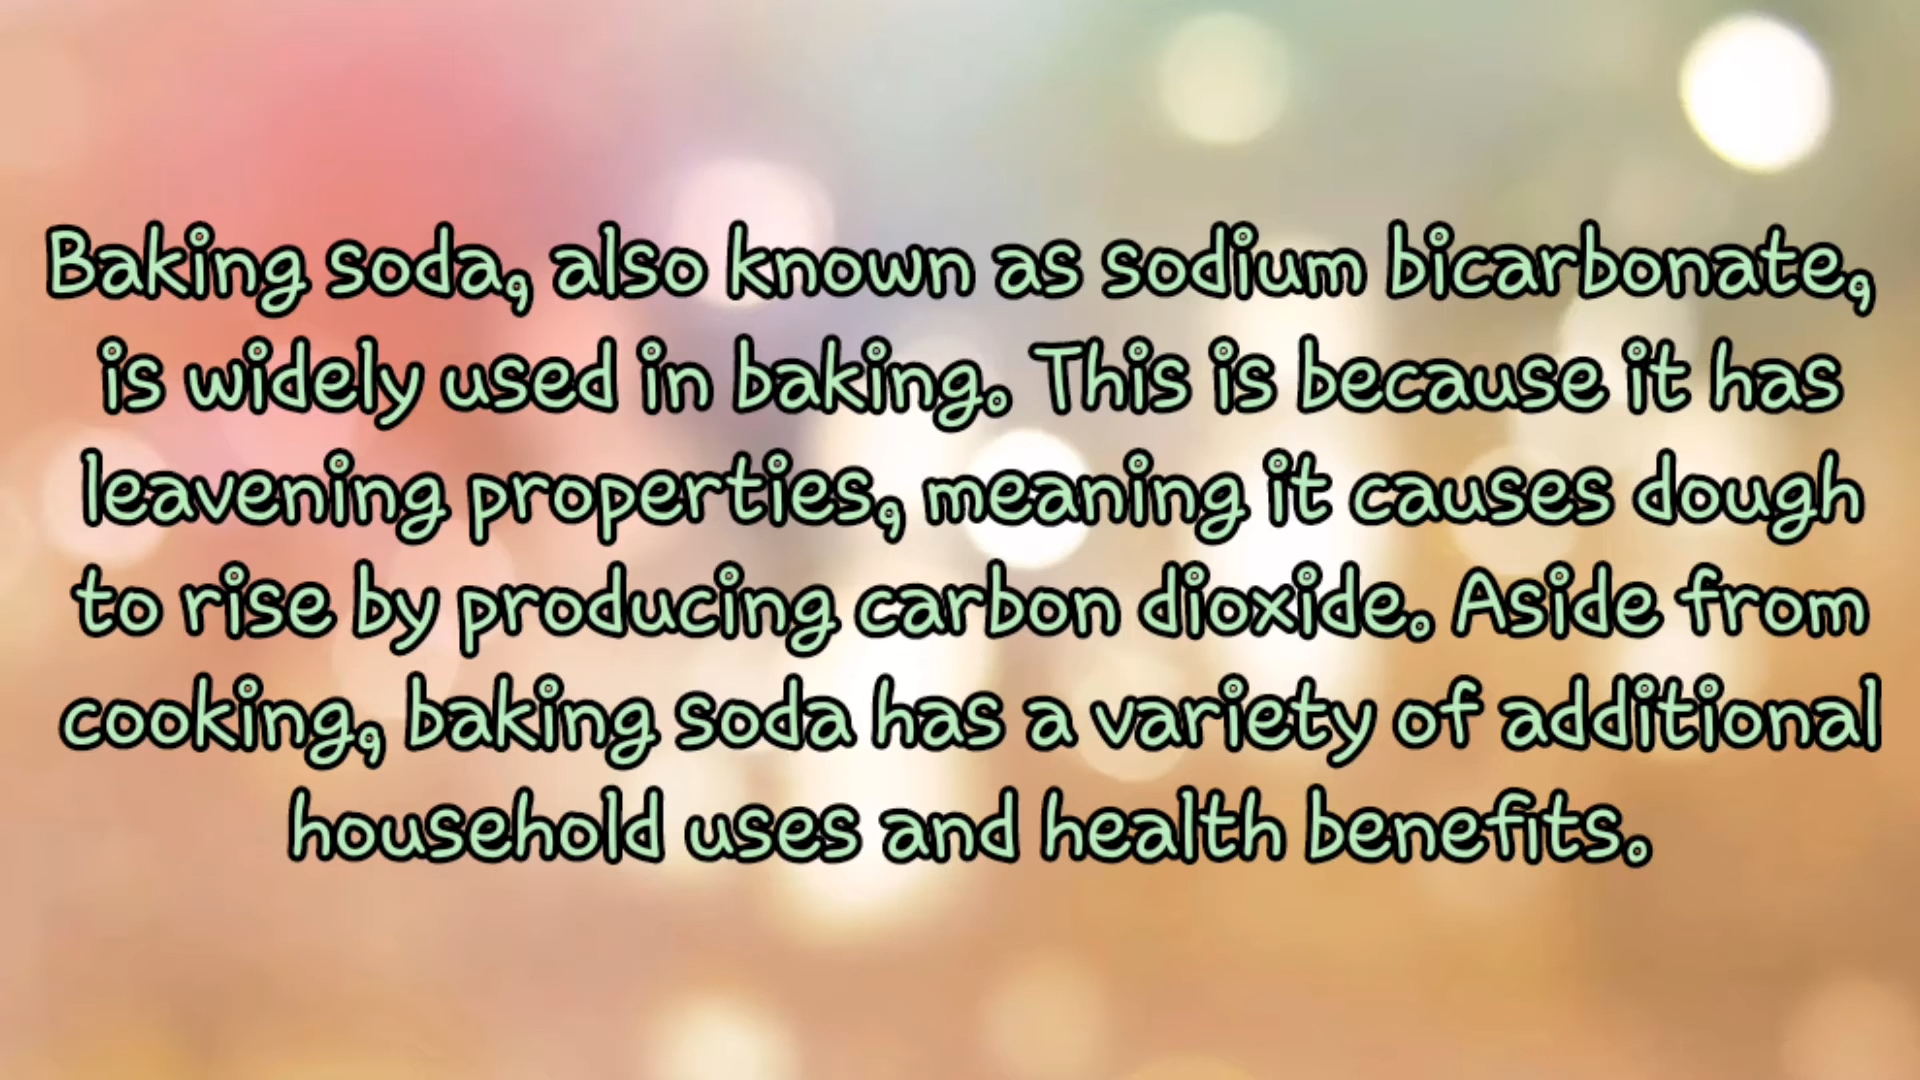 Baking soda, also known as sodium bicarbonate,
is widely used in baking. This is because it has
leavening properties, meaning it causes dough
to rise by producing carbon dioxide. Aside from
cooking, baking soda has a variety of additional
household uses and health benefits.